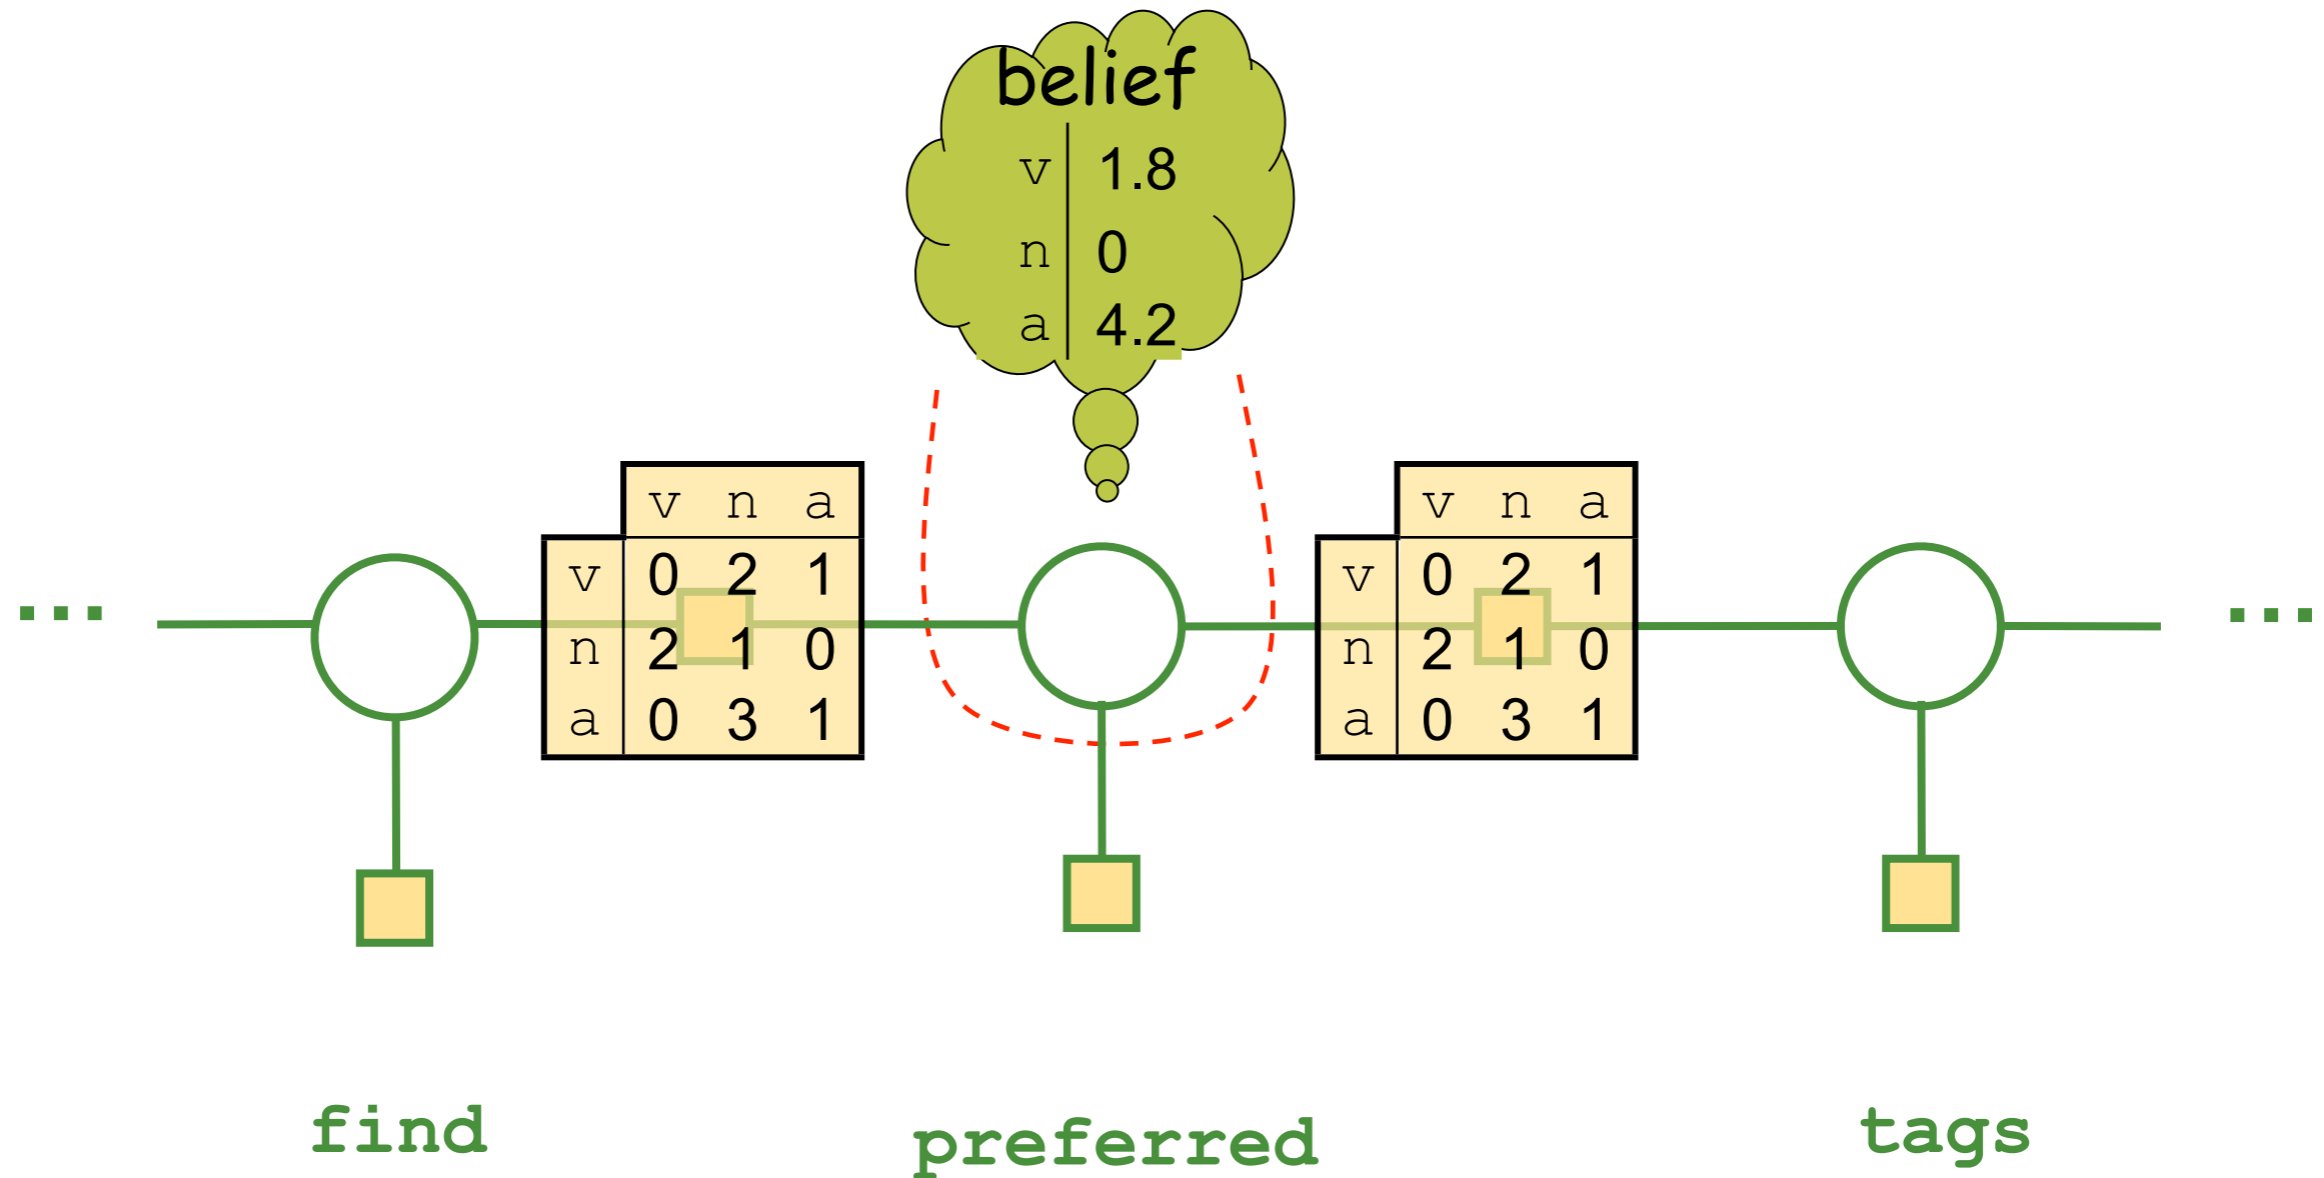 belief
v 1.8
n 0
a 4.2
v n a
v 0 2 1
n 2 1 0
a 0 3 1
v n a
v 0 2 1
n 2 1 0
a 0 3 1
...
...
find preferred tags